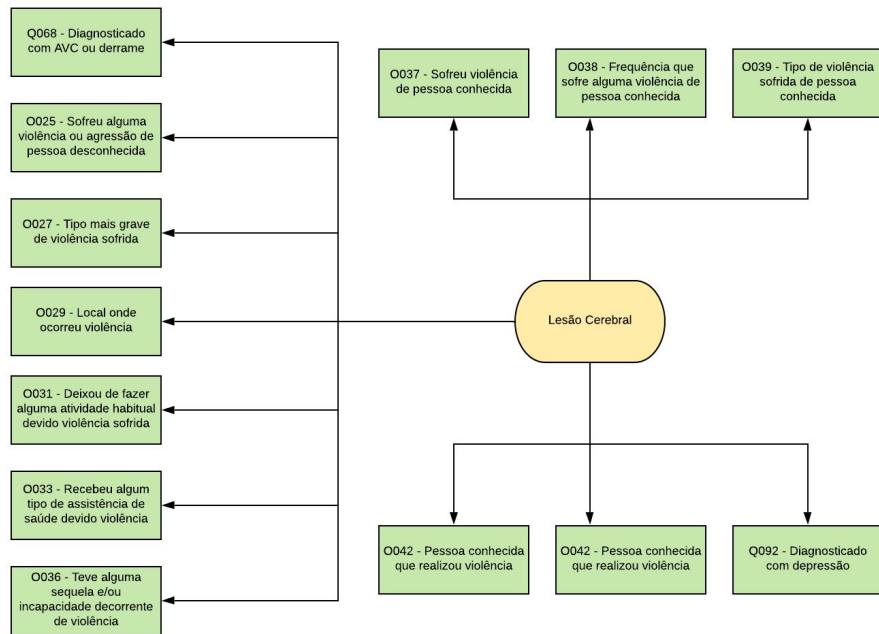 Q068 - Diagnosticado
com AVC ou derrame
O025 - Sofreu alguma
violência ou agressão de
pessoa desconhecida
O027 - Tipo mais grave
de violência sofrida
O029 - Local onde
ocorreu violência
O031 - Deixou de fazer
alguma atividade habitual
devido violência sofrida
O033 - Recebeu algum
tipo de assistência de
saúde devido violência
O036 - Teve alguma
sequela e/ou
incapacidade decorrente
de violência
O037 - Sofreu violência
de pessoa conhecida
O038 - Frequência que
sofre alguma violência de
pessoa conhecida
O039 - Tipo de violência
sofrida de pessoa
conhecida
Lesão Cerebral
O042 - Pessoa conhecida
que realizou violência
O042 - Pessoa conhecida
que realizou violência
Q092 - Diagnosticado
com depressão